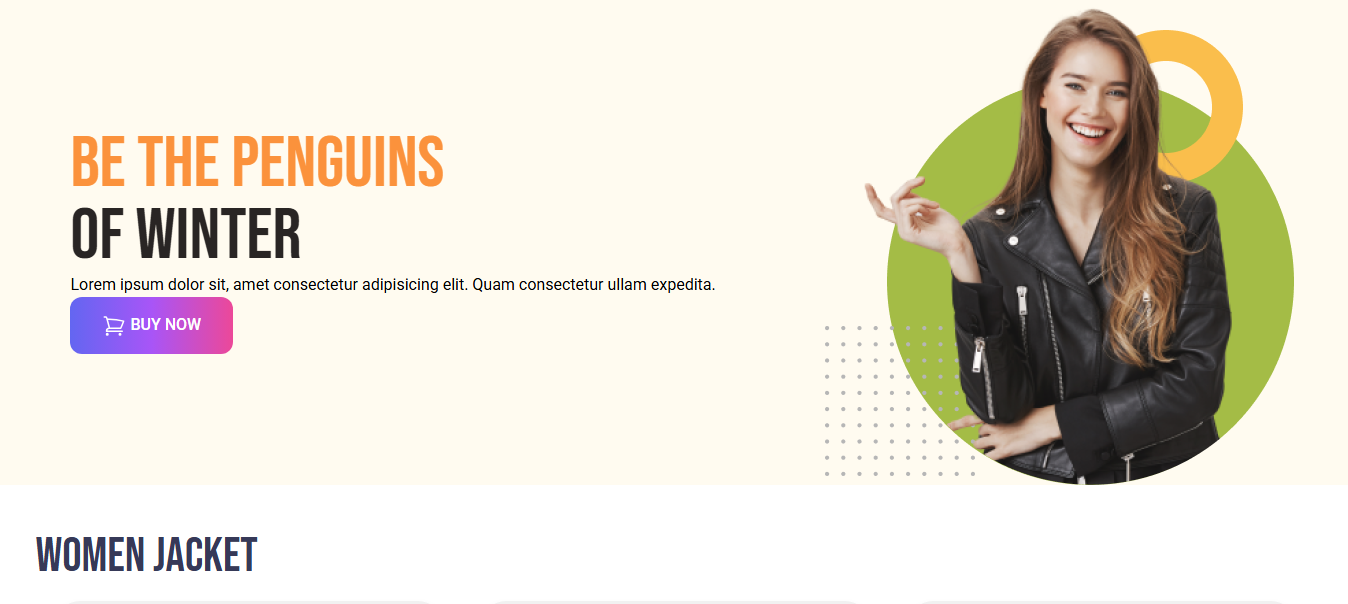 BE THE PENGUINS
OF WINTER
Lorem ipsum dolor sit, amet consectetur adipisicing elit. Quam consectetur ullam expedita.
BUY NOW
WOMEN JACKET